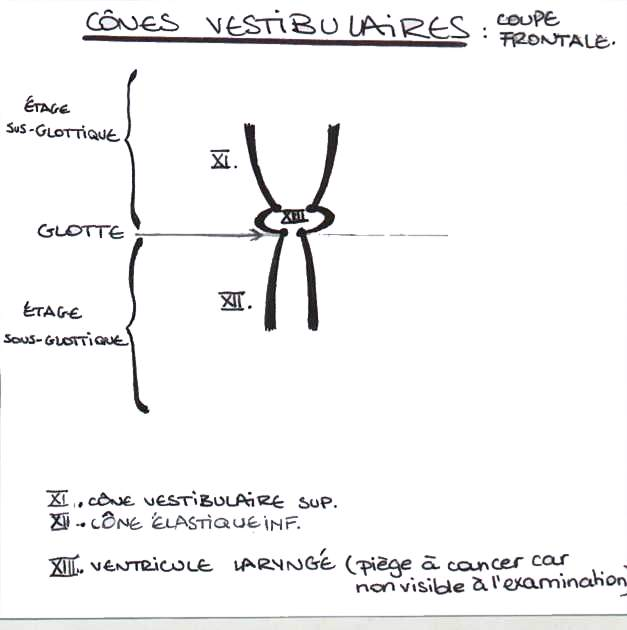 CÔNES VESTIBULAIRES : COUPE
FRONTALE.
ÉTAGE
SUS-GLOTTIQUE
XI.
XIII
GLOTTE
XII.
ÉTAGE
SOUS-GLOTTIQUE
XI. CÔNE VESTIBULAIRE SUP.
XII. CÔNE ÉLASTIQUE INF.
XIII. VENTRICULE LARYNGÉ (piège à cancer car
non visible à l'examination)